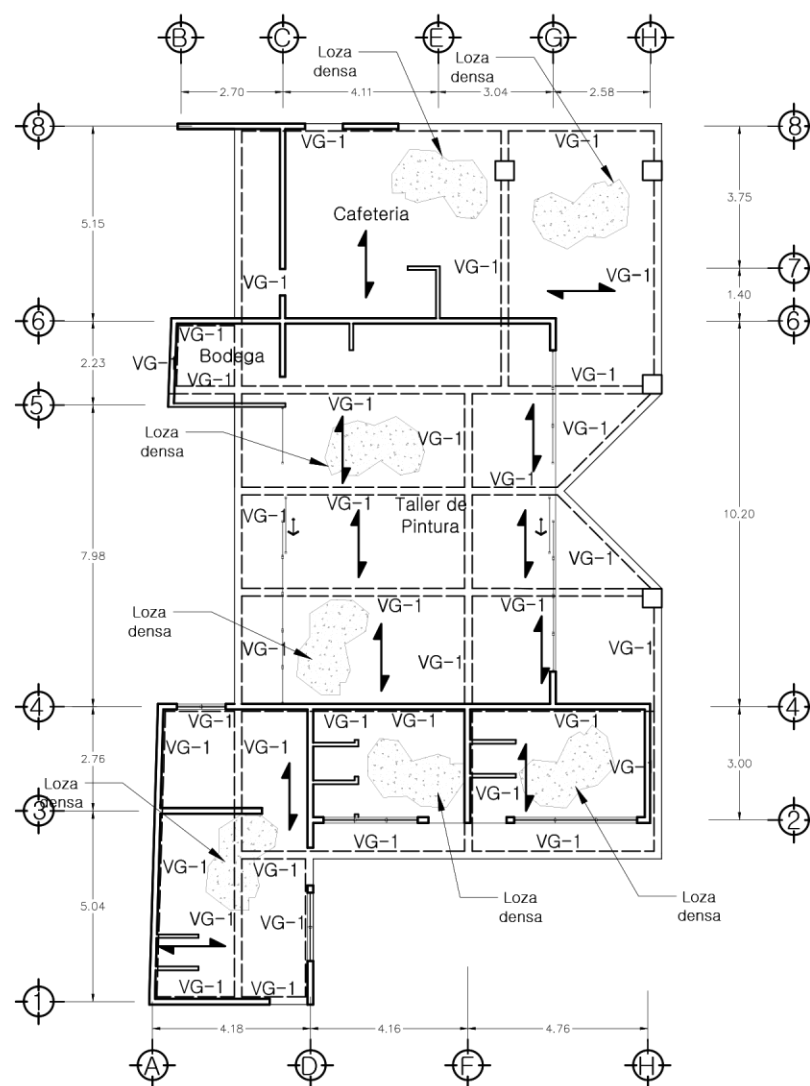 B C E G H
Loza
densa
Loza
densa
2.70 4.11 3.04 2.58
8 8
VG-1 VG-1
5.15 3.75
Cafeteria
VG-1 VG-1 7
VG-1
1.40
6 6
VG-1
2.23 VG-1 Bodega
VG-1 VG-1
5 VG-1
VG-1 VG-1
Loza
densa
VG-1
VG-1 Taller de
VG-1 Pintura 10.20
7.98 VG-1
VG-1 VG-1
Loza
densa
VG-1 VG-1 VG-1
4 4
VG-1 VG-1 VG-1 VG-1
VG-1
2.76 3.00
VG-1
Loza
densa
VG-1
3 2
VG-1 VG-1
VG-1 VG-1
5.04 Loza
densa
Loza
densa
VG-1 VG-1
VG-1 VG-1
1
4.18 4.16 4.76
A D F H